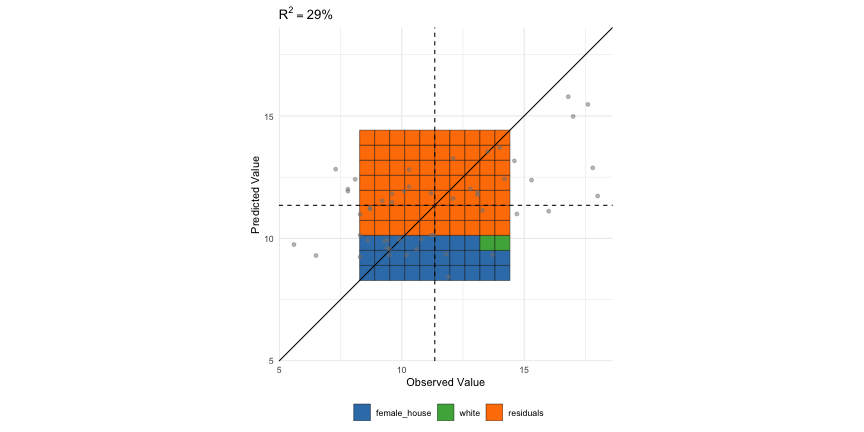 R² = 29%
Predicted Value
15
10
5
5 10 15
Observed Value
female_house white residuals